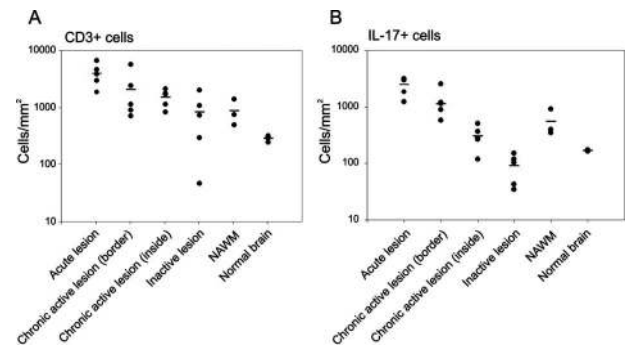 A
CD3+ cells
10000
1000
100
10
Cells/mm²
Acute lesion
Chronic active lesion (border)
Chronic active lesion (inside)
Inactive lesion
NAWM
Normal brain
B
IL-17+ cells
10000
1000
100
10
Cells/mm²
Acute lesion
Chronic active lesion (border)
Chronic active lesion (inside)
Inactive lesion
NAWM
Normal brain